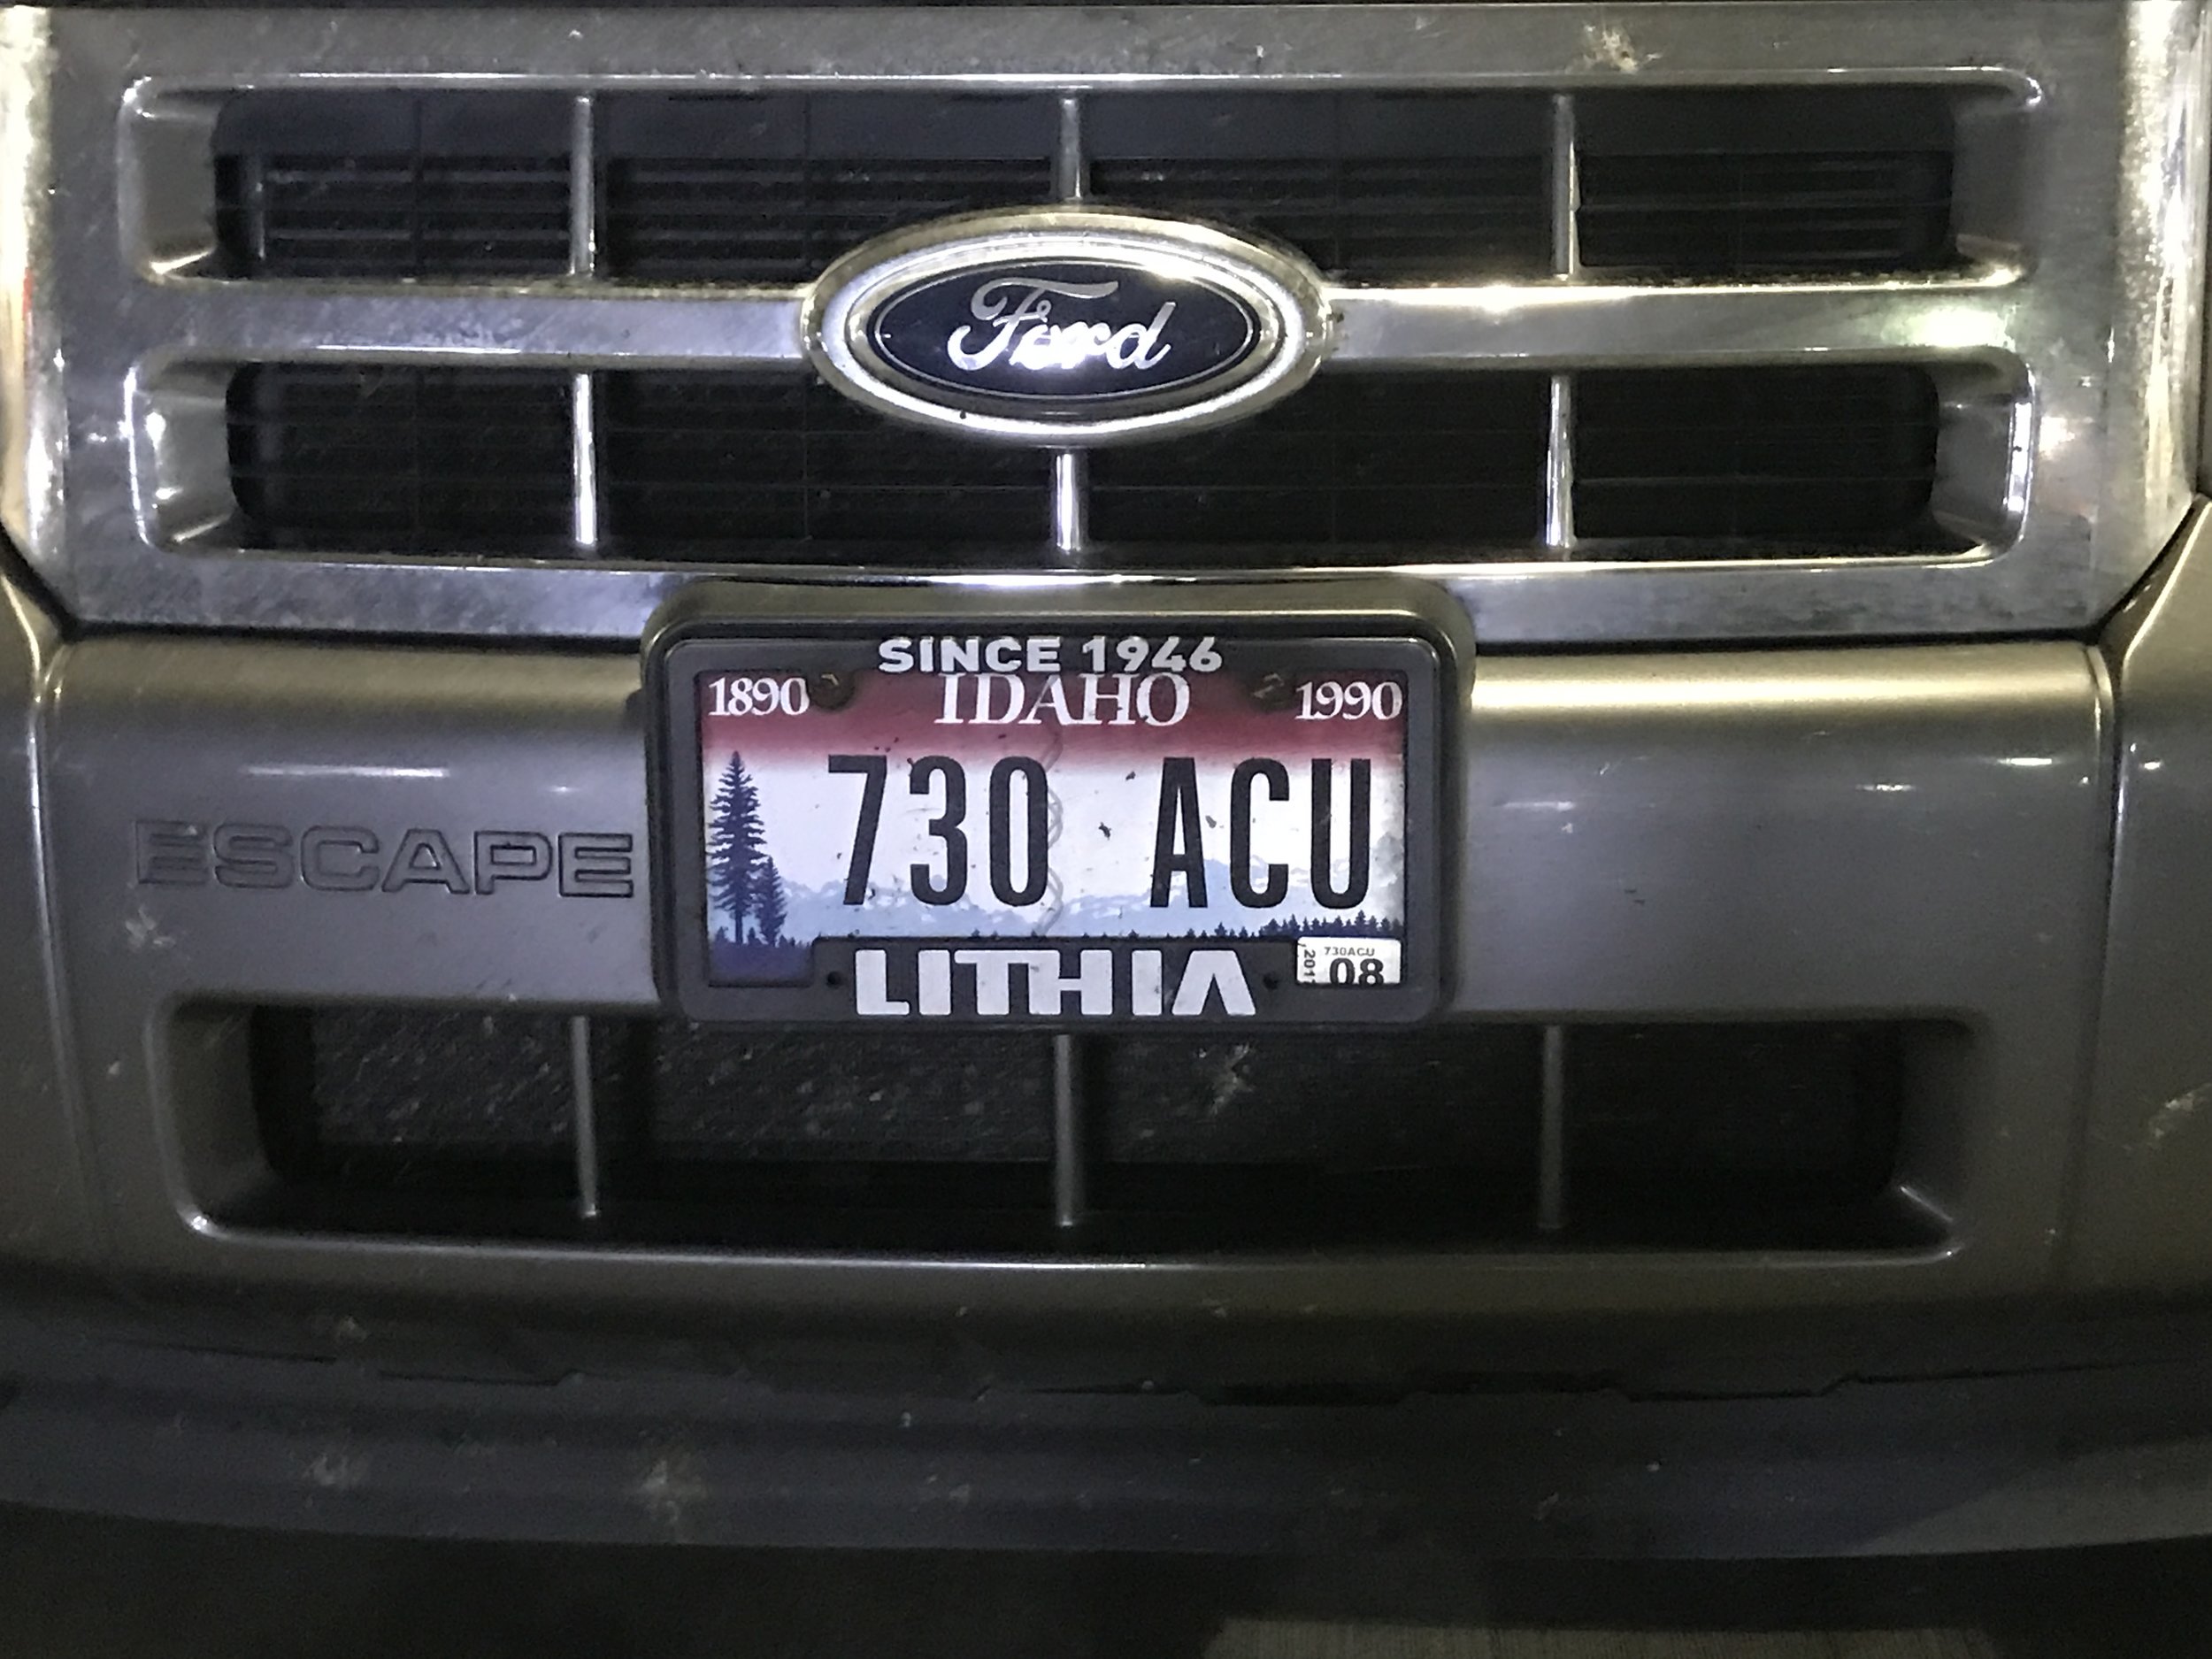 Ford
SINCE 1946
1890 IDAHO 1990
730 ACU
ESCAPE
730ACU
08
LITHIA